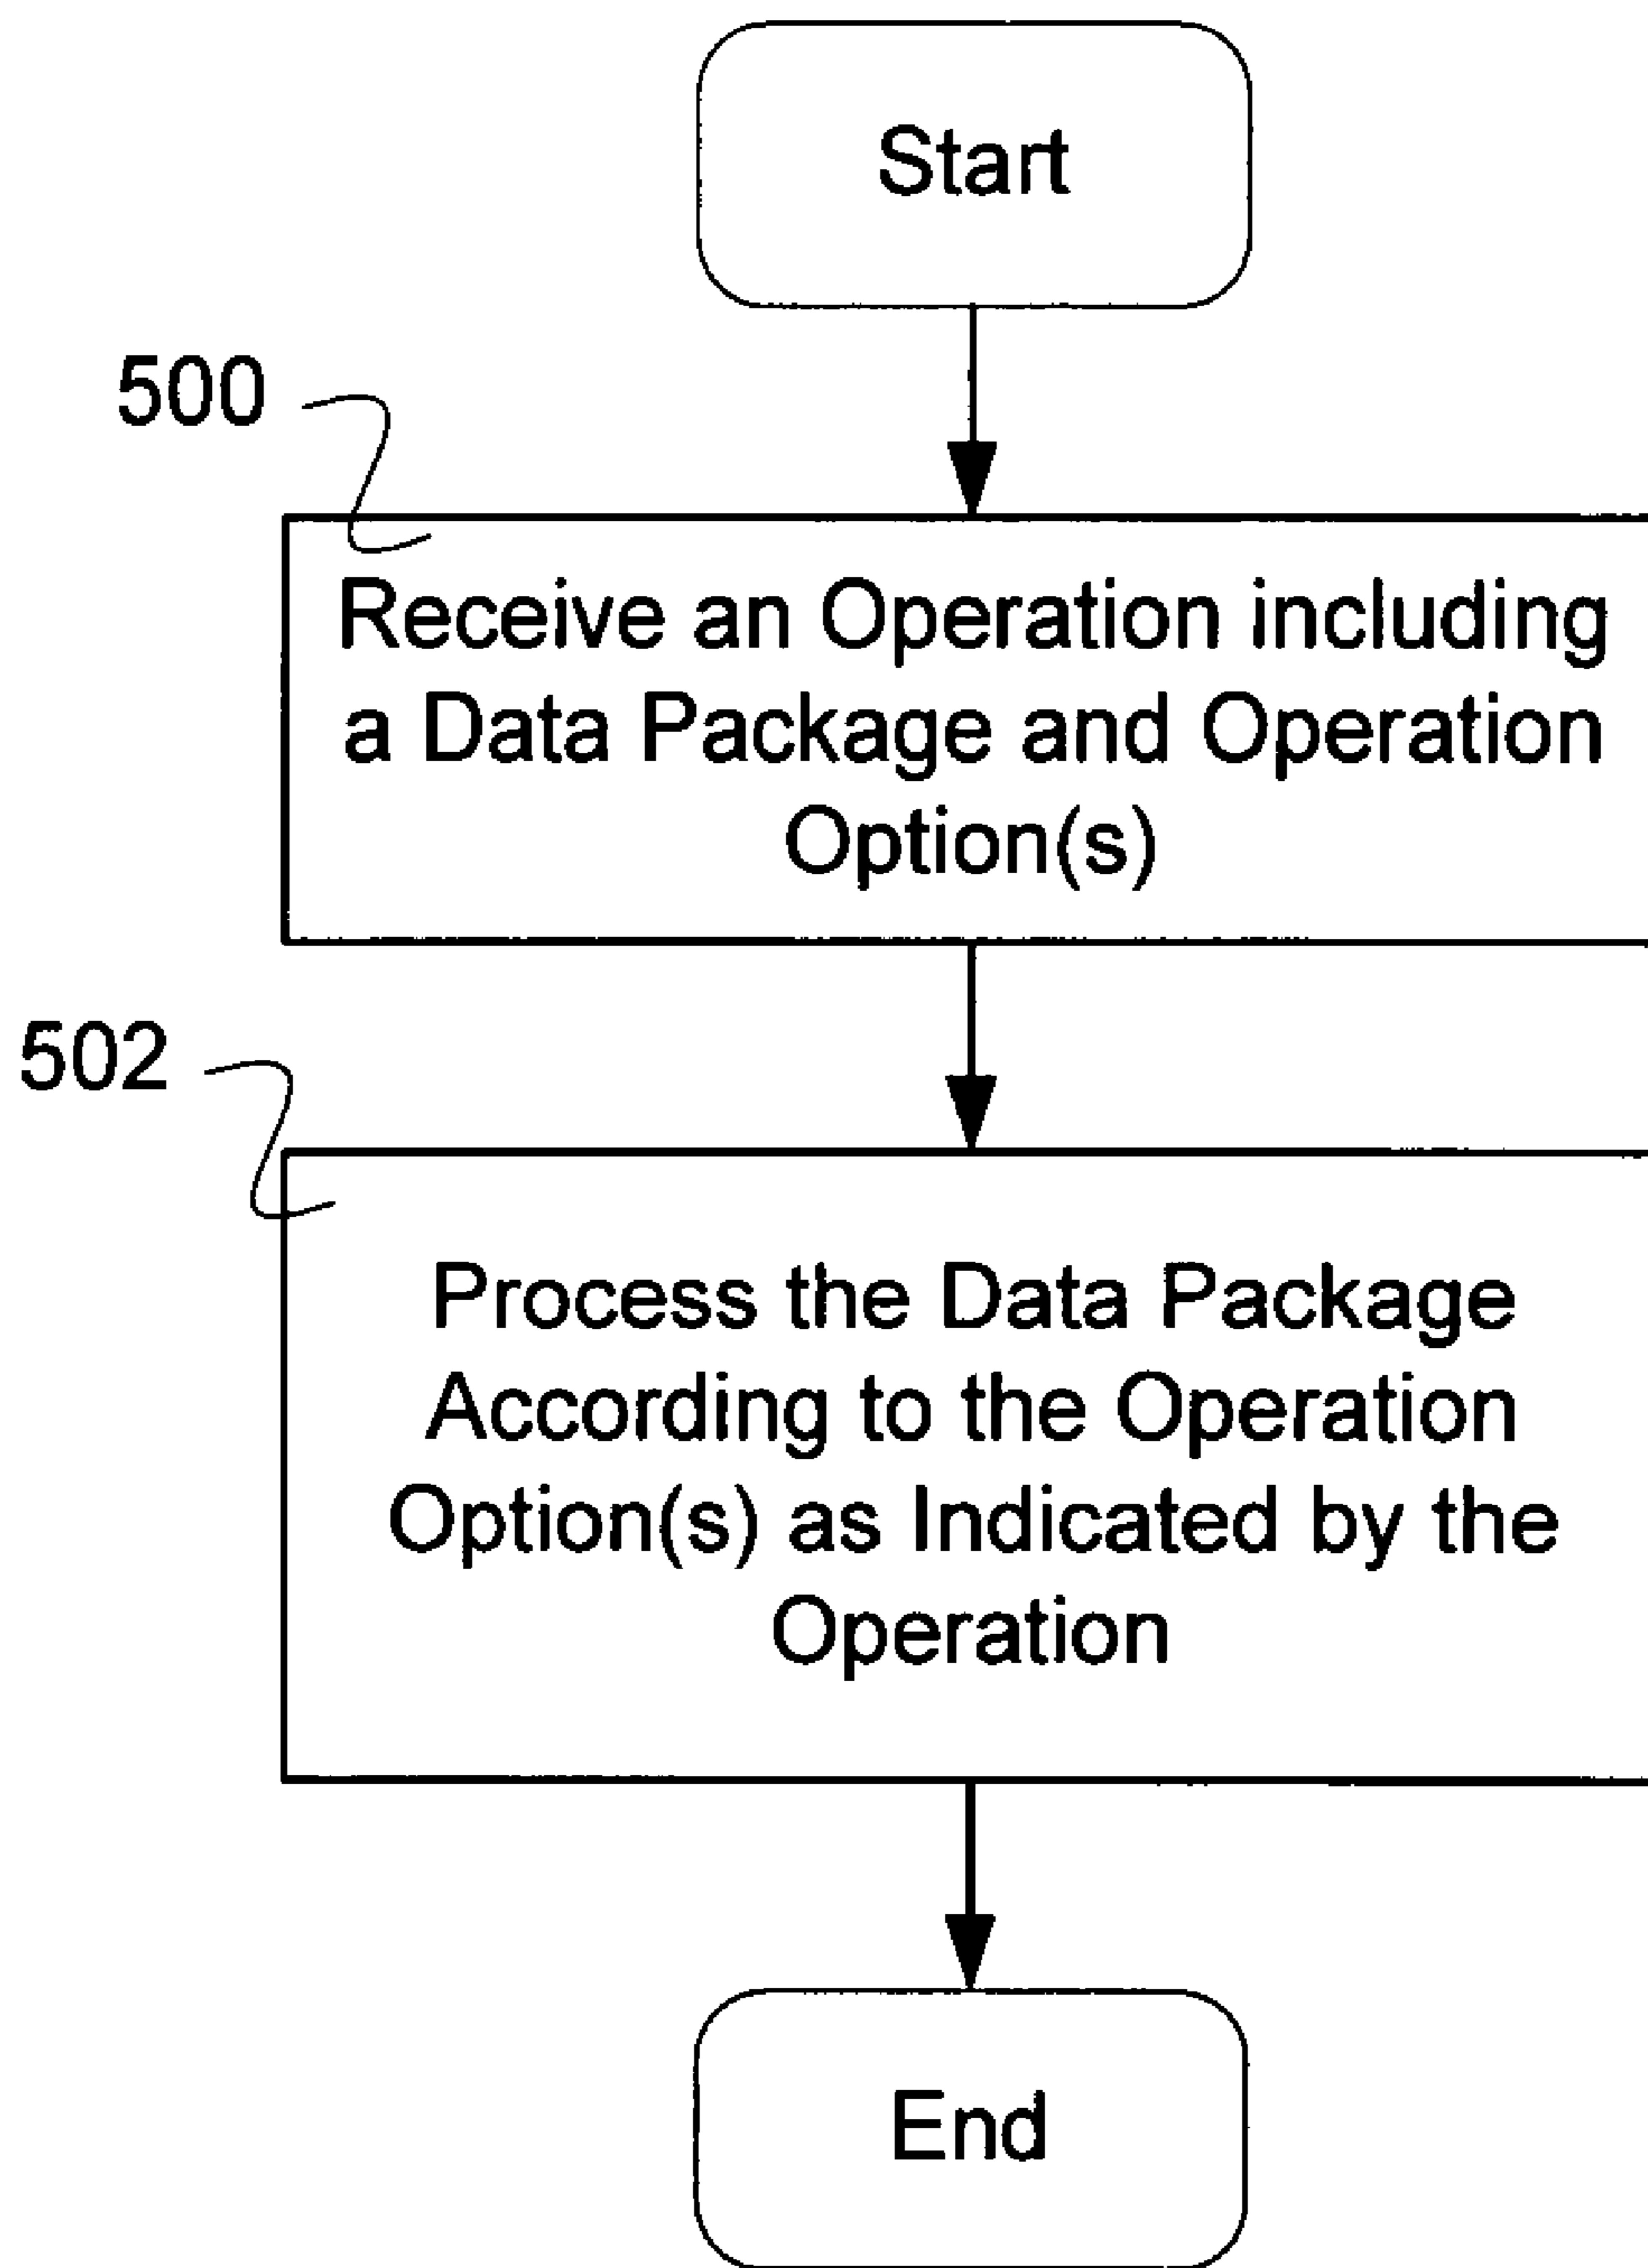 Start
500
Receive an Operation including
a Data Package and Operation
Option(s)
502
Process the Data Package
According to the Operation
Option(s) as Indicated by the
Operation
End